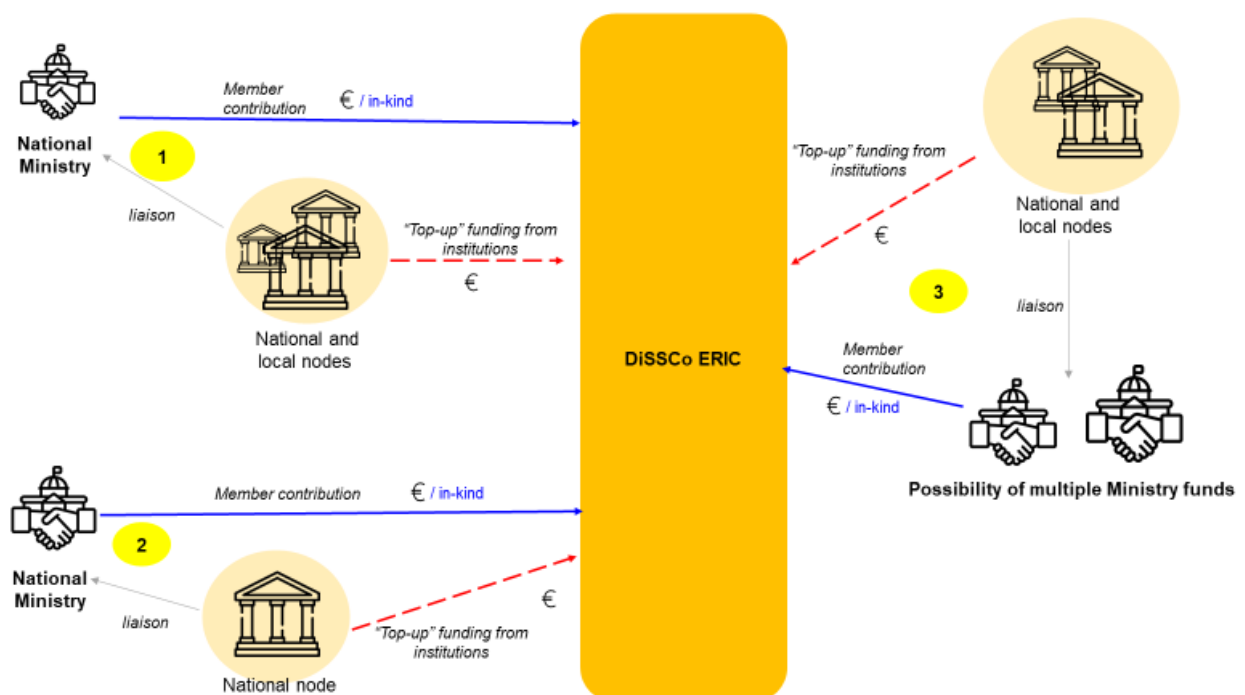 Member
contribution
€ / in-kind
National
Ministry
1
liaison
"Top-up" funding from
institutions
€
National and
local nodes
Member contribution
€ / in-kind
2
National
Ministry
liaison
€
"Top-up" funding from
institutions
National node
DiSSCo ERIC
"Top-up" funding from
institutions
€
National and
local nodes
3
liaison
Member
contribution
€ / in-kind
Possibility of multiple Ministry funds